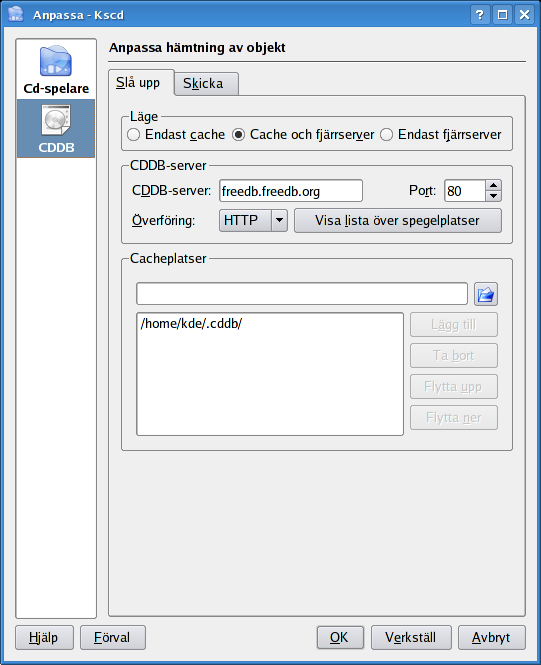 Anpassa - Kscd
Cd-spelare
CDDB
Anpassa hämtning av objekt
Slå upp
Skicka
Läge
Endast cache
Cache och fjärrserver
Endast fjärrserver
CDDB-server
CDDB-server:
freedb.freedb.org
Port:
80
Överföring:
HTTP
Visa lista över spegelplatser
Cacheplatser
/home/kde/.cddb/
Lägg till
Ta bort
Flytta upp
Flytta ner
Hjälp
Förval
OK
Verkställ
Avbryt